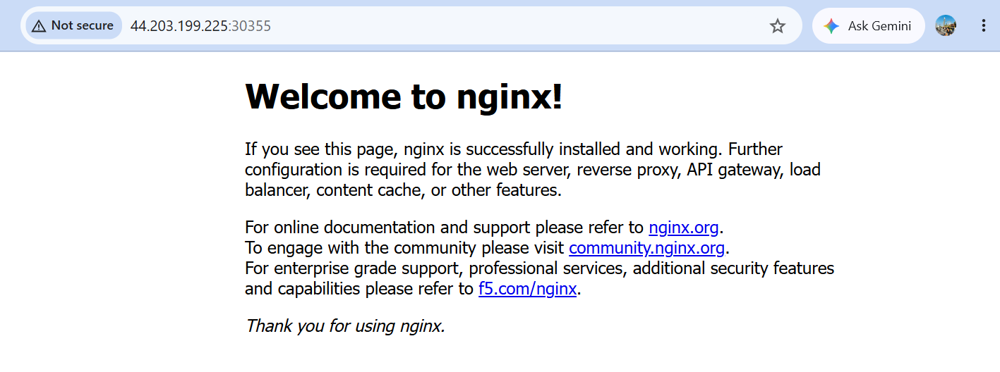 Not secure
44.203.199.225:30355
Ask Gemini
Welcome to nginx!
If you see this page, nginx is successfully installed and working. Further
configuration is required for the web server, reverse proxy, API gateway, load
balancer, content cache, or other features.
For online documentation and support please refer to nginx.org.
To engage with the community please visit community.nginx.org.
For enterprise grade support, professional services, additional security features
and capabilities please refer to f5.com/nginx.
Thank you for using nginx.